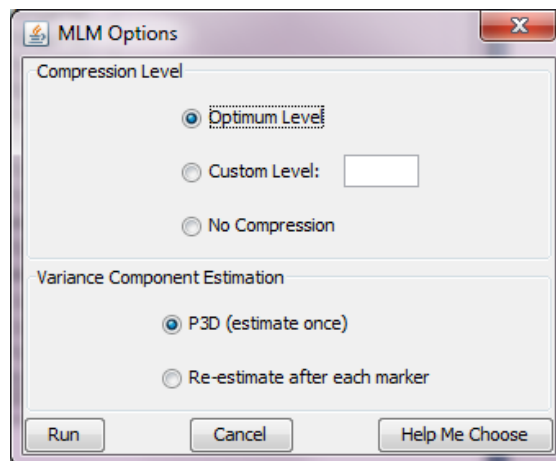 MLM Options
Compression Level
Optimum Level
Custom Level:
No Compression
Variance Component Estimation
P3D (estimate once)
Re-estimate after each marker
Run Cancel Help Me Choose